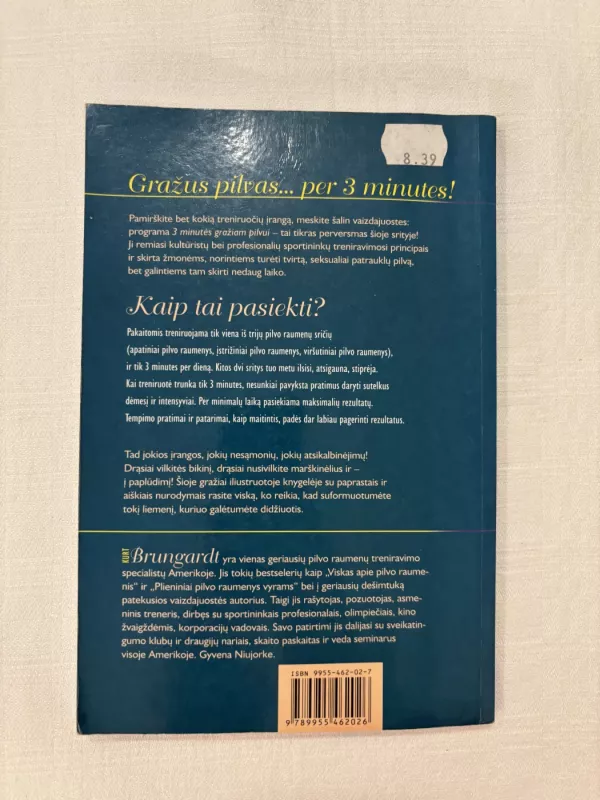 8.39
Gražus pilvas... per 3 minutes!
Pamirškite bet kokią treniruočių įrangą, meskite šalin vaizdajuostes:
programa 3 minutės gražiam pilvui – tai tikras perversmas šioje srityje!
Ji remiasi kultūristų bei profesionalių sportininkų treniravimosi principais
ir skirta žmonėms, norintiems turėti tvirtą, seksualiai patrauklų pilvą,
bet galintiems tam skirti nedaug laiko.
Kaip tai pasiekti?
Pakaitomis treniruojama tik viena iš trijų pilvo raumenų sričių
(apatiniai pilvo raumenys, įstrižiniai pilvo raumenys, viršutiniai pilvo raumenys),
ir tik 3 minutes per dieną. Kitos dvi sritys tuo metu ilsisi, atsigauna, stiprėja.
Kai treniruotė trunka tik 3 minutes, nesunkiai pavyksta pratimus daryti sutelkus
dėmesį ir intensyviai. Per minimalų laiką pasiekiama maksimalių rezultatų.
Tempimo pratimai ir patarimai, kaip maitintis, padės dar labiau pagerinti rezultatus.
Tad jokios įrangos, jokių nesąmonių, jokių atsikalbinėjimų!
Drąsiai vilkitės bikinį, drąsiai nusivilkite marškinėlius ir –
į paplūdimį! Šioje gražiai iliustruotoje knygelėje su paprastais ir
aiškiais nurodymais rasite viską, ko reikia, kad suformuotumėte
tokį liemenį, kuriuo galėtumėte didžiuotis.
KURT Brungardt yra vienas geriausių pilvo raumenų treniravimo
specialistų Amerikoje. Jis tokių bestselerių kaip „Viskas apie pilvo raume-
nis“ ir „Plieniniai pilvo raumenys vyrams“ bei į geriausių dešimtuką
patekusios vaizdajuostės autorius. Taigi jis rašytojas, pozuotojas, asme-
ninis treneris, dirbęs su sportininkais profesionalais, olimpiečiais, kino
žvaigždėmis, korporacijų vadovais. Savo patirtimi jis dalijasi su sveikatin-
gumo klubų ir draugijų nariais, skaito paskaitas ir veda seminarus
visoje Amerikoje. Gyvena Niujorke.
ISBN 9955-462-02-7
9 789955 462026